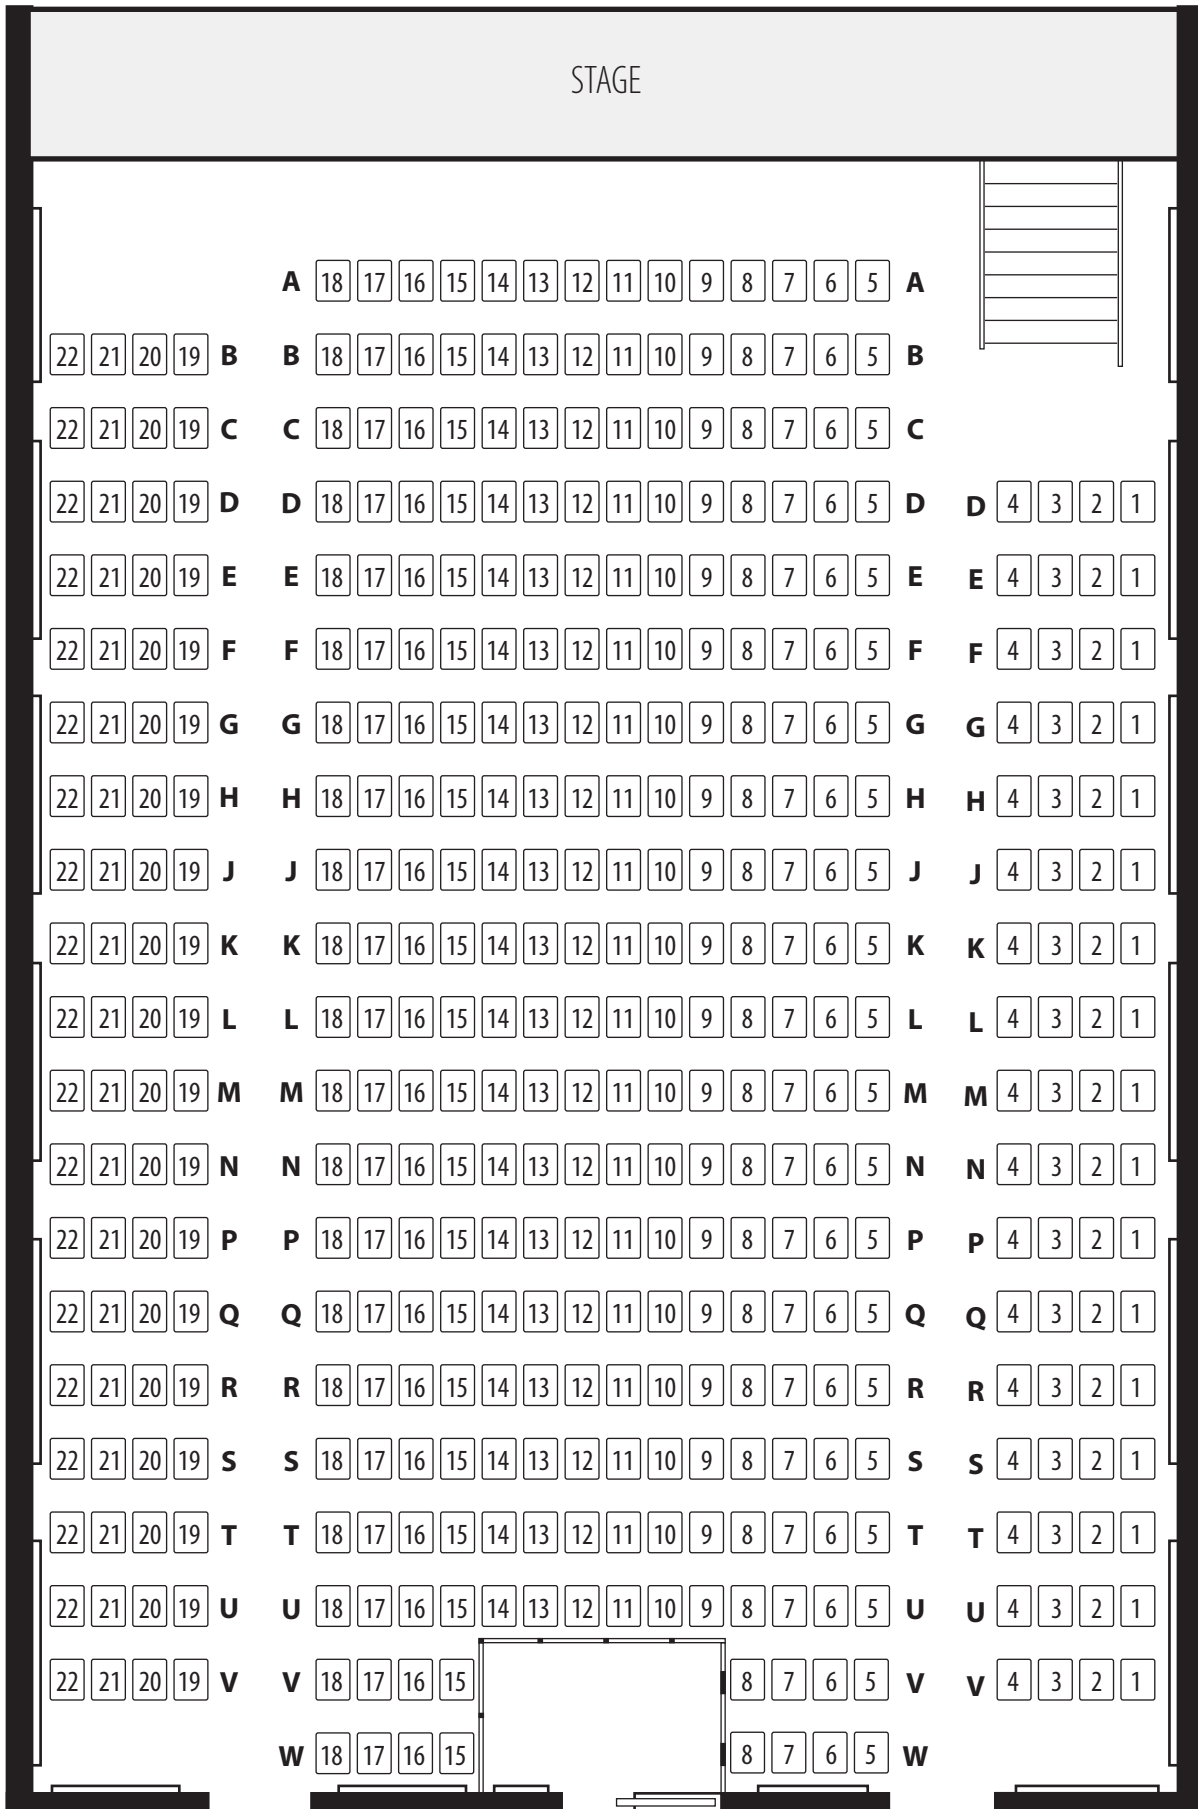 STAGE
A 18 17 16 15 14 13 12 11 10 9 8 7 6 5 A
22 21 20 19 B B 18 17 16 15 14 13 12 11 10 9 8 7 6 5 B
22 21 20 19 C C 18 17 16 15 14 13 12 11 10 9 8 7 6 5 C
22 21 20 19 D D 18 17 16 15 14 13 12 11 10 9 8 7 6 5 D D 4 3 2 1
22 21 20 19 E E 18 17 16 15 14 13 12 11 10 9 8 7 6 5 E E 4 3 2 1
22 21 20 19 F F 18 17 16 15 14 13 12 11 10 9 8 7 6 5 F F 4 3 2 1
22 21 20 19 G G 18 17 16 15 14 13 12 11 10 9 8 7 6 5 G G 4 3 2 1
22 21 20 19 H H 18 17 16 15 14 13 12 11 10 9 8 7 6 5 H H 4 3 2 1
22 21 20 19 J J 18 17 16 15 14 13 12 11 10 9 8 7 6 5 J J 4 3 2 1
22 21 20 19 K K 18 17 16 15 14 13 12 11 10 9 8 7 6 5 K K 4 3 2 1
22 21 20 19 L L 18 17 16 15 14 13 12 11 10 9 8 7 6 5 L L 4 3 2 1
22 21 20 19 M M 18 17 16 15 14 13 12 11 10 9 8 7 6 5 M M 4 3 2 1
22 21 20 19 N N 18 17 16 15 14 13 12 11 10 9 8 7 6 5 N N 4 3 2 1
22 21 20 19 P P 18 17 16 15 14 13 12 11 10 9 8 7 6 5 P P 4 3 2 1
22 21 20 19 Q Q 18 17 16 15 14 13 12 11 10 9 8 7 6 5 Q Q 4 3 2 1
22 21 20 19 R R 18 17 16 15 14 13 12 11 10 9 8 7 6 5 R R 4 3 2 1
22 21 20 19 S S 18 17 16 15 14 13 12 11 10 9 8 7 6 5 S S 4 3 2 1
22 21 20 19 T T 18 17 16 15 14 13 12 11 10 9 8 7 6 5 T T 4 3 2 1
22 21 20 19 U U 18 17 16 15 14 13 12 11 10 9 8 7 6 5 U U 4 3 2 1
22 21 20 19 V V 18 17 16 15 8 7 6 5 V V 4 3 2 1
W 18 17 16 15 8 7 6 5 W